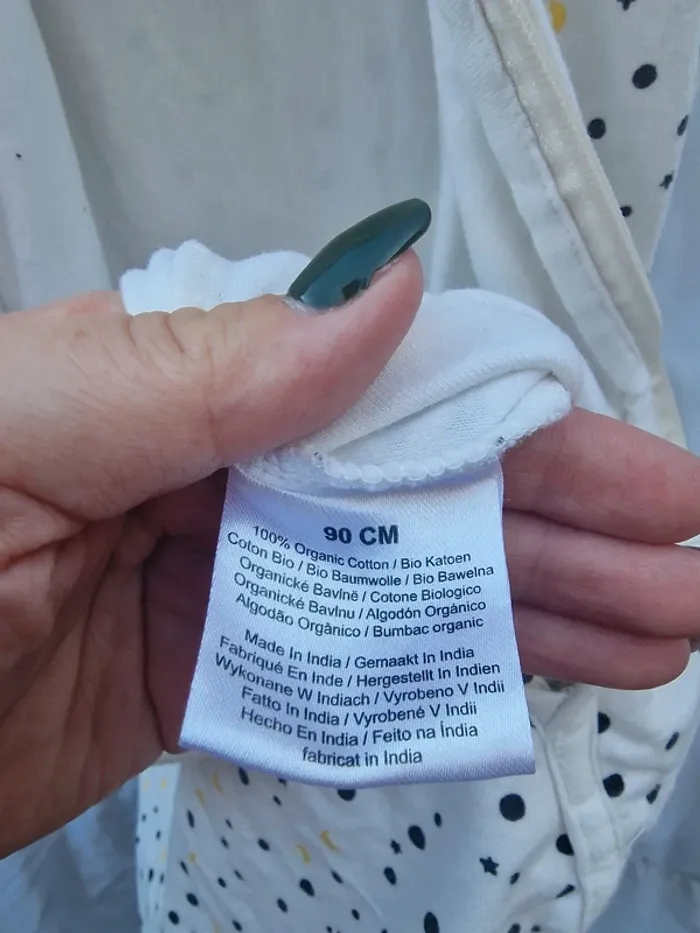 90 CM
100% Organic Cotton / Bio Katoen
Coton Bio / Bio Baumwolle / Bio Bawelna
Organické Bavlně / Cotone Biologico
Organické Bavlnu / Algodón Orgánico
Algodão Orgânico / Bumbac organic
Made In India / Gemaakt In India
Fabriqué En Inde / Hergestellt In Indien
Wykonane W Indiach / Vyrobeno V Indii
Fatto In India / Vyrobené V Indii
Hecho En India / Feito na Índia
fabricat in India